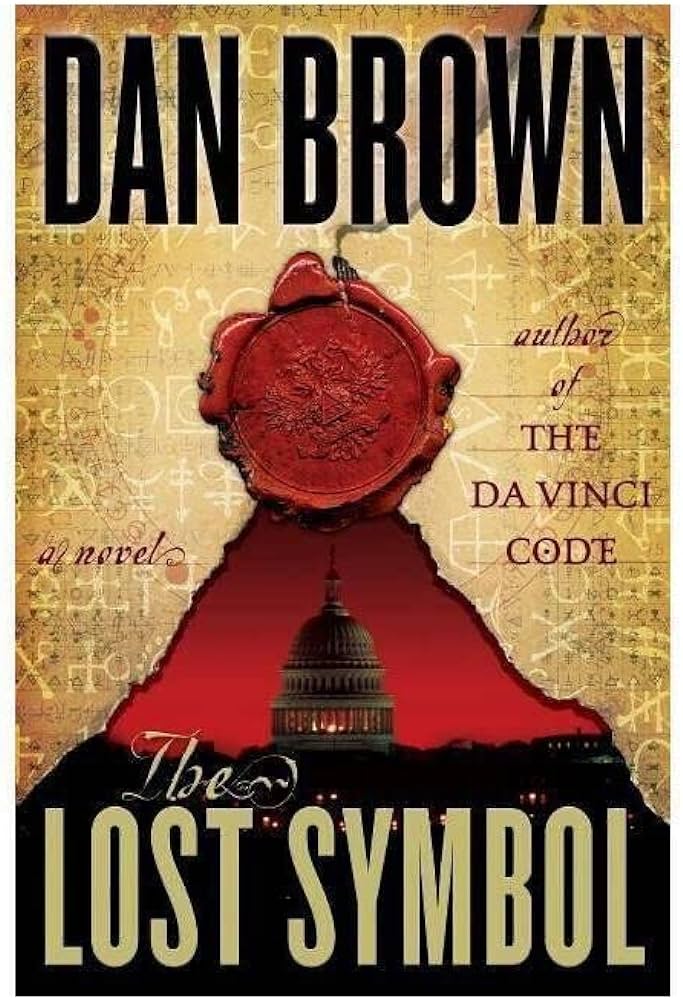 DAN BROWN
author
of
THE
DA VINCI
CODE
a novel
The
LOST SYMBOL